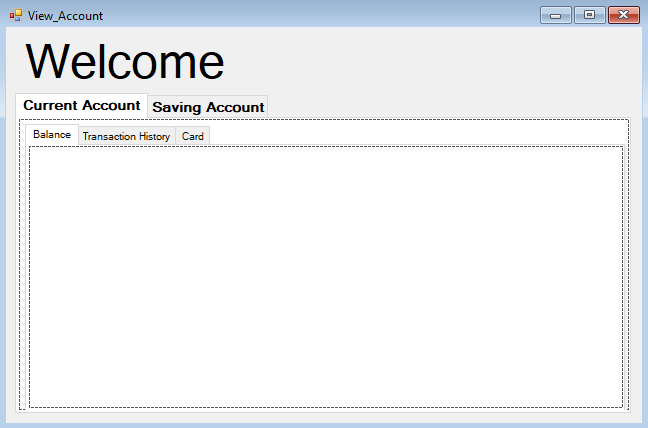 View_Account
Welcome
Current Account Saving Account
Balance Transaction History Card